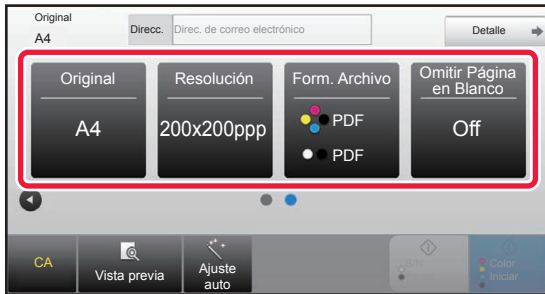 Original
A4
Direcc.
Direc. de correo electrónico
Detalle
Original
A4
Resolución
200x200ppp
Form. Archivo
PDF
PDF
Omitir Página
en Blanco
Off
CA
Vista previa
Ajuste
auto
B/N
Iniciar
Color
Iniciar